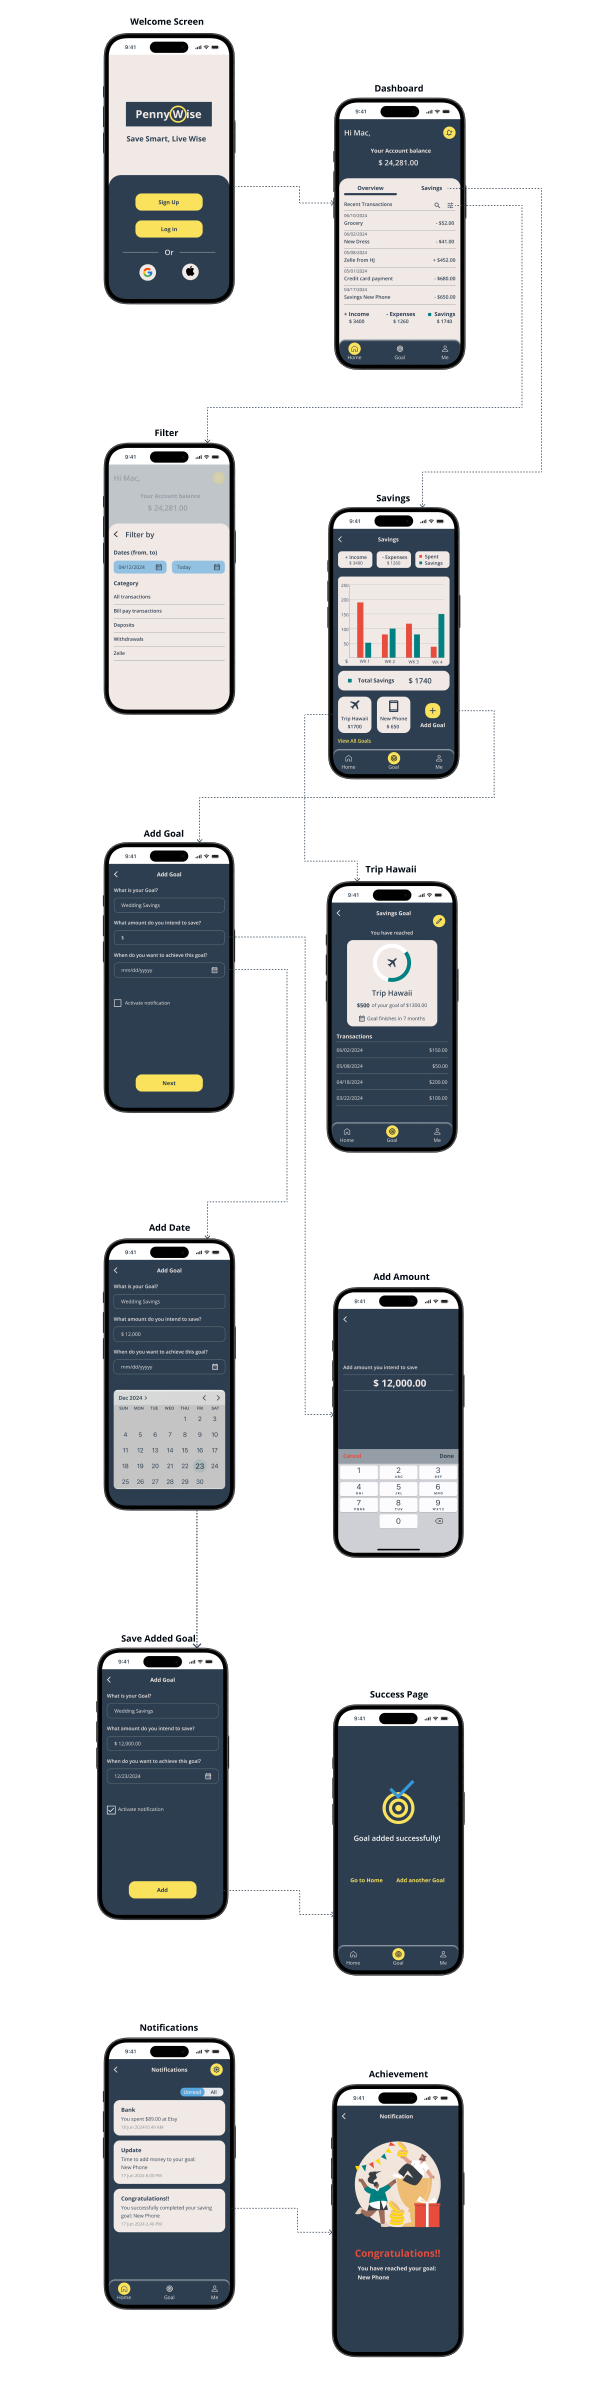 Welcome Screen
9:41
PennyWise
Save Smart, Live Wise
Sign Up
Log in
Or
Dashboard
9:41
Hi Mac,
Your Account balance
$ 24,281.00
Overview Savings
Recent Transactions
06/10/2024
Grocery - $52.00
06/02/2024
New Dress - $41.00
05/08/2024
Zelle from HJ + $452.00
05/01/2024
Credit card payment - $680.00
04/17/2024
Savings New Phone - $650.00
+ Income - Expenses Savings
$ 3400 $ 1260 $ 1740
Home Goal Me
Filter
9:41
Hi Mac,
Your Account balance
$ 24,281.00
Filter by
Dates (from, to)
04/12/2024 Today
Category
All transactions
Bill pay transactions
Deposits
Withdrawals
Zelle
Savings
9:41
Savings
+ Income - Expenses Spent
$ 3400 $ 1260 Savings
250
200
150
100
50
$ WK 1 WK 2 WK 3 WK 4
Total Savings $ 1740
Trip Hawaii New Phone
$1700 $ 650 Add Goal
View All Goals
Home Goal Me
Add Goal
9:41
Add Goal
What is your Goal?
Wedding Savings
What amount do you intend to save?
$
When do you want to achieve this goal?
mm/dd/yyyy
Activate notification
Next
Trip Hawaii
9:41
Savings Goal
You have reached
Trip Hawaii
$500 of your goal of $1300.00
Goal finishes in 7 months
Transactions
06/02/2024 $150.00
05/08/2024 $50.00
04/18/2024 $200.00
03/22/2024 $100.00
Home Goal Me
Add Date
9:41
Add Goal
What is your Goal?
Wedding Savings
What amount do you intend to save?
$ 12,000
When do you want to achieve this goal?
mm/dd/yyyy
Dec 2024
SUN MON TUE WED THU FRI SAT
1 2 3
4 5 6 7 8 9 10
11 12 13 14 15 16 17
18 19 20 21 22 23 24
25 26 27 28 29 30
Add Amount
9:41
Add amount you intend to save
$ 12,000.00
Cancel Done
1 2 3
ABC DEF
4 5 6
GHI JKL MNO
7 8 9
PQRS TUV WXYZ
0
Save Added Goal
9:41
Add Goal
What is your Goal?
Wedding Savings
What amount do you intend to save?
$ 12,000.00
When do you want to achieve this goal?
12/23/2024
Activate notification
Add
Success Page
9:41
Goal added successfully!
Go to Home Add another Goal
Home Goal Me
Notifications
9:41
Notifications
Unread All
Bank
You spent $89.00 at Etsy
Update
Time to add money to your goal:
New Phone
Congratulations!!
You successfully completed your saving
goal: New Phone
Home Goal Me
Achievement
9:41
Notification
Congratulations!!
You have reached your goal:
New Phone